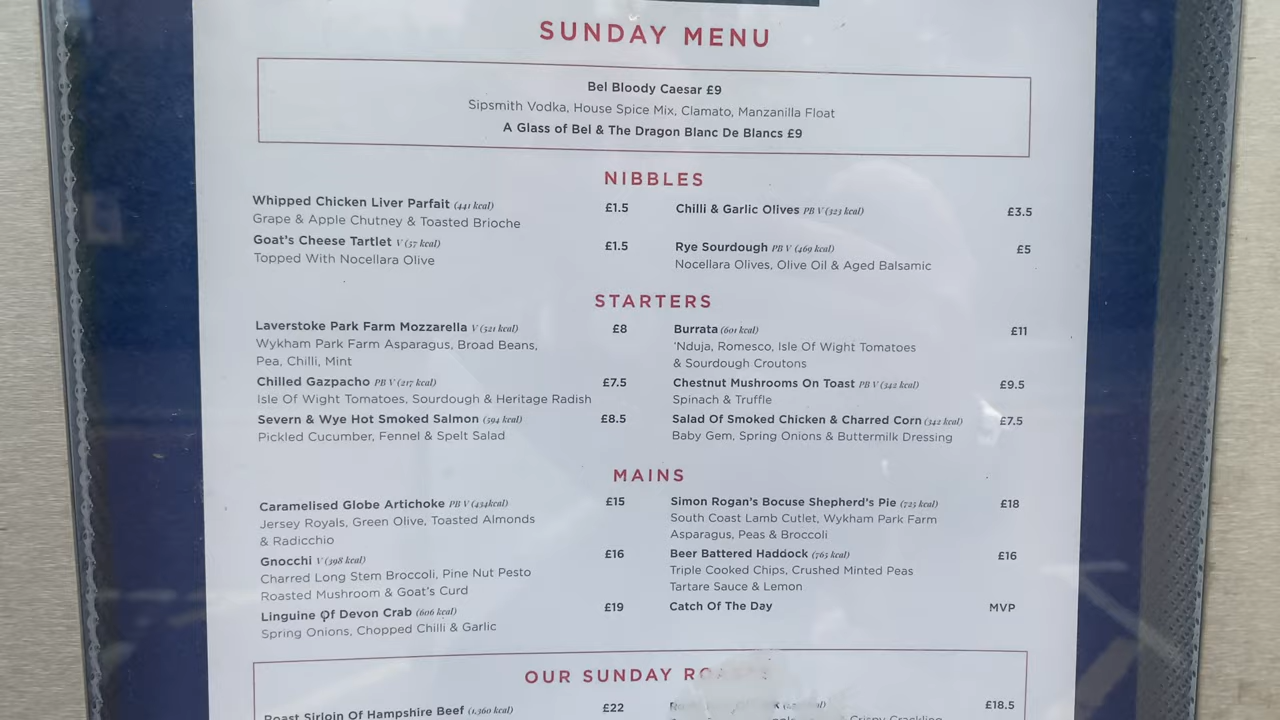 SUNDAY MENU
Bel Bloody Caesar £9
Sipsmith Vodka, House Spice Mix, Clamato, Manzanilla Float
A Glass of Bel & The Dragon Blanc De Blancs £9
NIBBLES
Whipped Chicken Liver Parfait (441 kcal) £1.5
Grape & Apple Chutney & Toasted Brioche
Goat's Cheese Tartlet V (57 kcal) £1.5
Topped With Nocellara Olive
Chilli & Garlic Olives PB V (323 kcal) £3.5
Rye Sourdough PB V (469 kcal) £5
Nocellara Olives, Olive Oil & Aged Balsamic
STARTERS
Laverstoke Park Farm Mozzarella V (521 kcal) £8
Wykham Park Farm Asparagus, Broad Beans,
Pea, Chilli, Mint
Chilled Gazpacho PB V (217 kcal) £7.5
Isle Of Wight Tomatoes, Sourdough & Heritage Radish
Severn & Wye Hot Smoked Salmon (594 kcal) £8.5
Pickled Cucumber, Fennel & Spelt Salad
Burrata (601 kcal) £11
'Nduja, Romesco, Isle Of Wight Tomatoes
& Sourdough Croutons
Chestnut Mushrooms On Toast PB V (342 kcal) £9.5
Spinach & Truffle
Salad Of Smoked Chicken & Charred Corn (342 kcal) £7.5
Baby Gem, Spring Onions & Buttermilk Dressing
MAINS
Caramelised Globe Artichoke PB V (434kcal) £15
Jersey Royals, Green Olive, Toasted Almonds
& Radicchio
Gnocchi V (398 kcal) £16
Charred Long Stem Broccoli, Pine Nut Pesto
Roasted Mushroom & Goat's Curd
Linguine Of Devon Crab (606 kcal) £19
Spring Onions, Chopped Chilli & Garlic
Simon Rogan's Bocuse Shepherd's Pie (725 kcal) £18
South Coast Lamb Cutlet, Wykham Park Farm
Asparagus, Peas & Broccoli
Beer Battered Haddock (765 kcal) £16
Triple Cooked Chips, Crushed Minted Peas
Tartare Sauce & Lemon
Catch Of The Day MVP
OUR SUNDAY
Roast Sirloin Of Hampshire Beef (1,360 kcal) £22
£18.5
Crispy Crackling